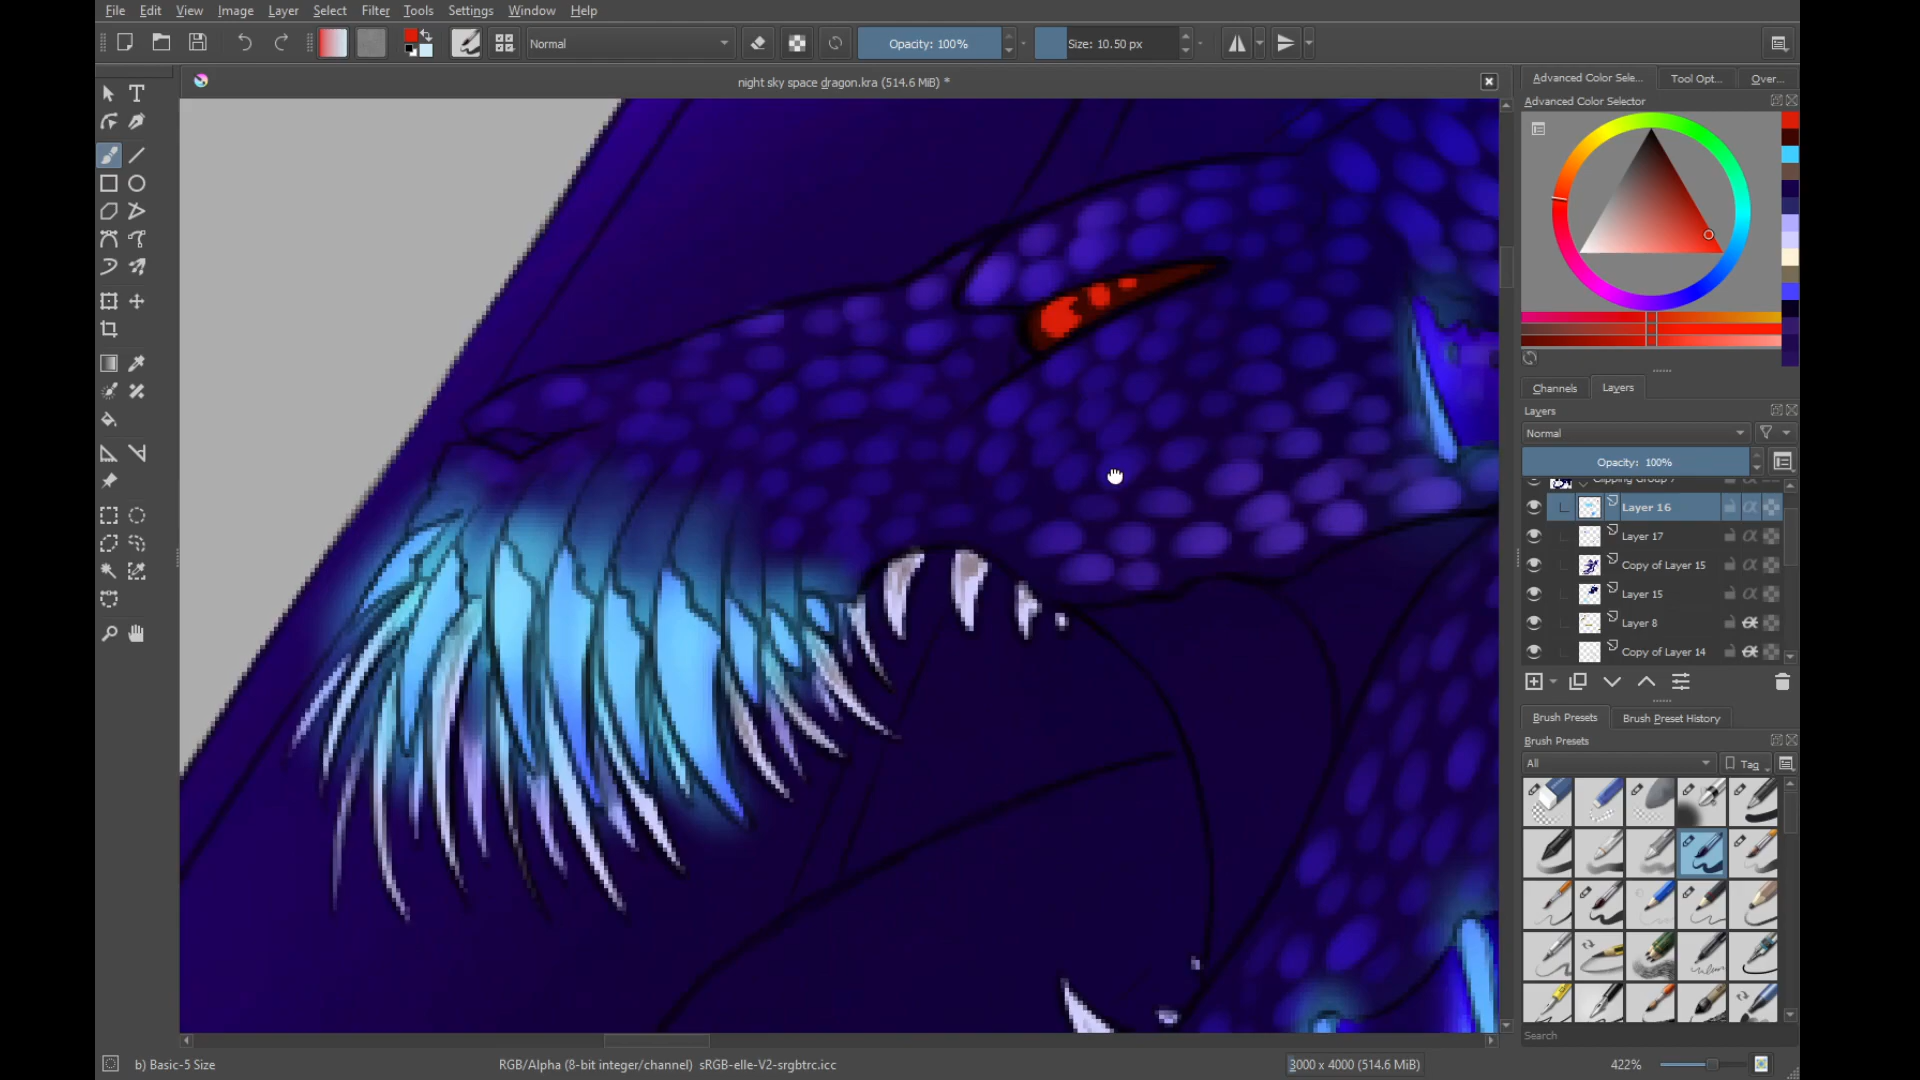 File Edit View Image Layer Select Filter Tools Settings Window Help
Normal Opacity: 100% Size: 10.50 px
night sky space dragon.kra (514.6 MiB) *
Advanced Color Sele... Tool Opt... Over...
Advanced Color Selector
Channels Layers
Layers
Normal
Opacity: 100%
Clipping Group 7
Layer 16
Layer 17
Copy of Layer 15
Layer 15
Layer 8
Copy of Layer 14
Brush Presets Brush Preset History
Brush Presets
All Tag
Search
b) Basic-5 Size RGB/Alpha (8-bit integer/channel) sRGB-elle-V2-srgbtrc.icc 3000 x 4000 (514.6 MiB) 422%